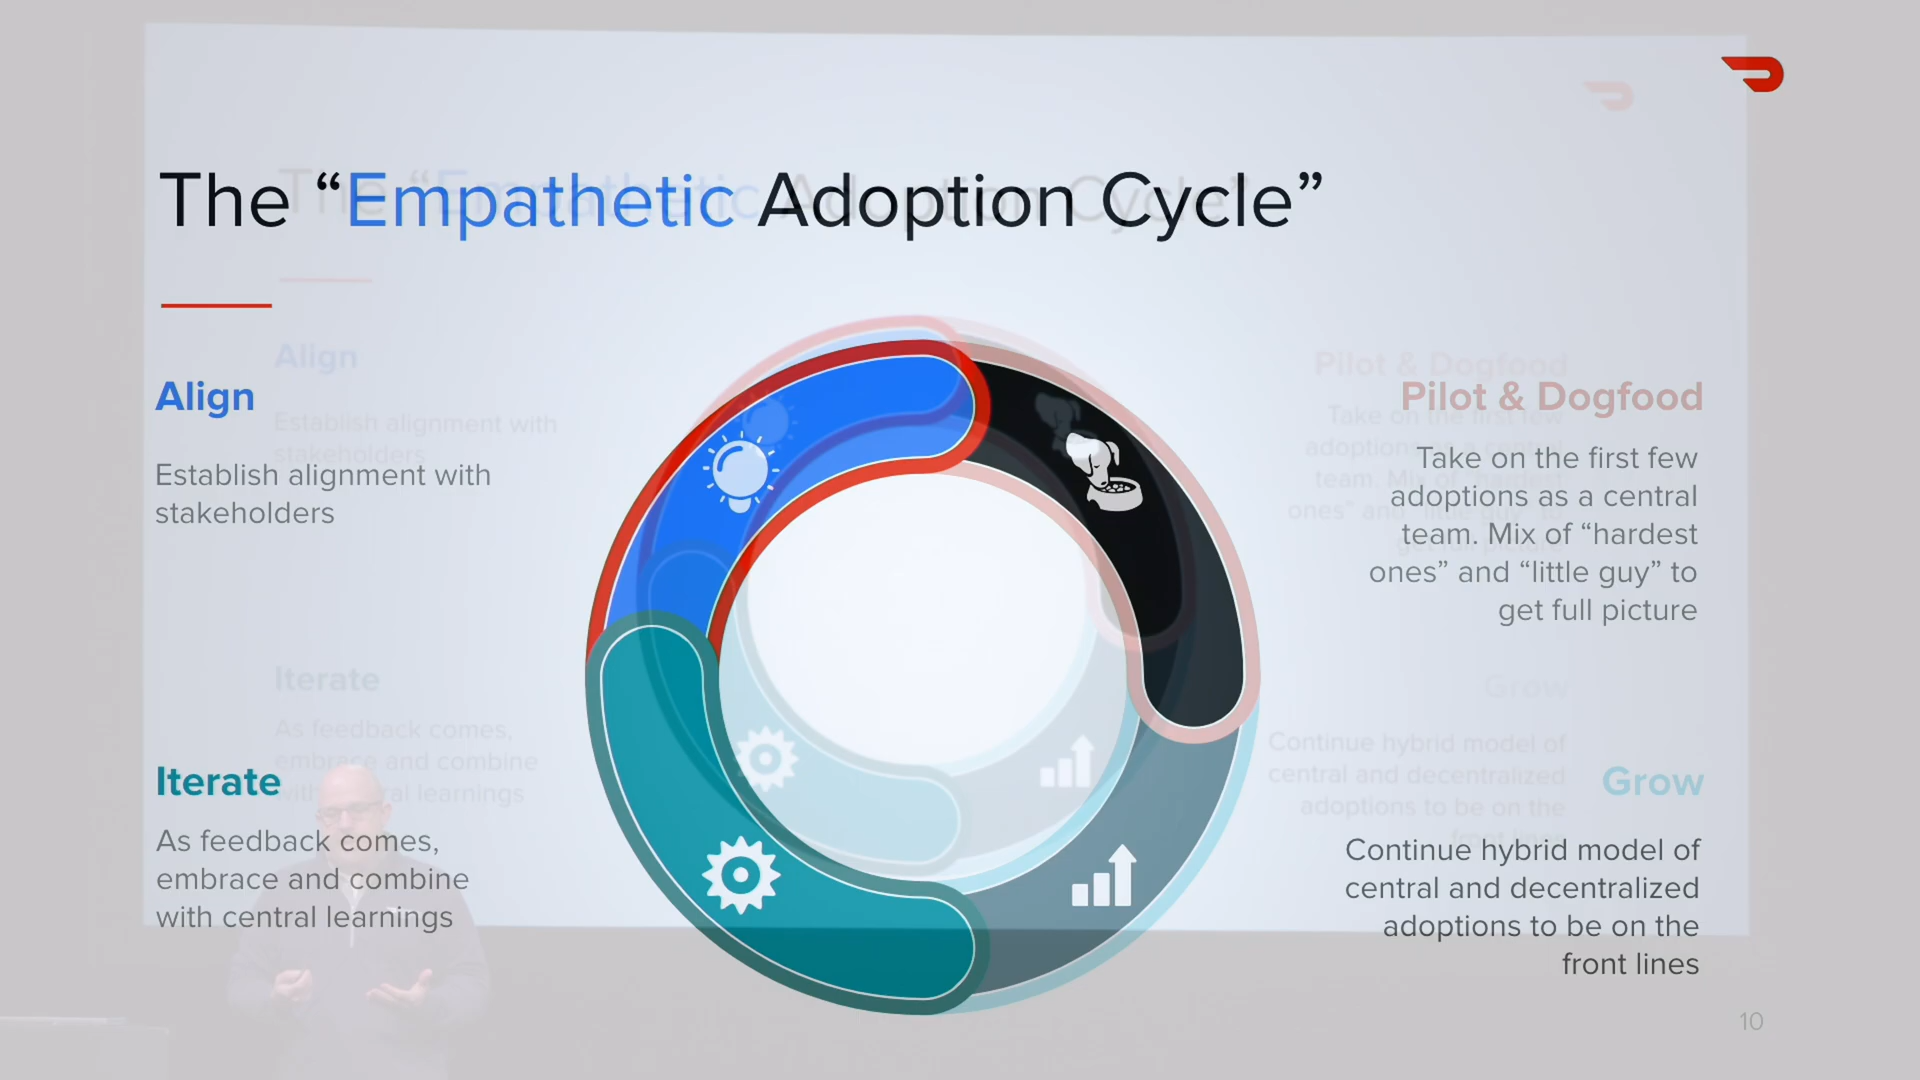 The “Empathetic Adoption Cycle”
Align
Establish alignment with
stakeholders
Pilot & Dogfood
Take on the first few
adoptions as a central
team. Mix of “hardest
ones” and “little guy” to
get full picture
Iterate
As feedback comes,
embrace and combine
with central learnings
Grow
Continue hybrid model of
central and decentralized
adoptions to be on the
front lines
10